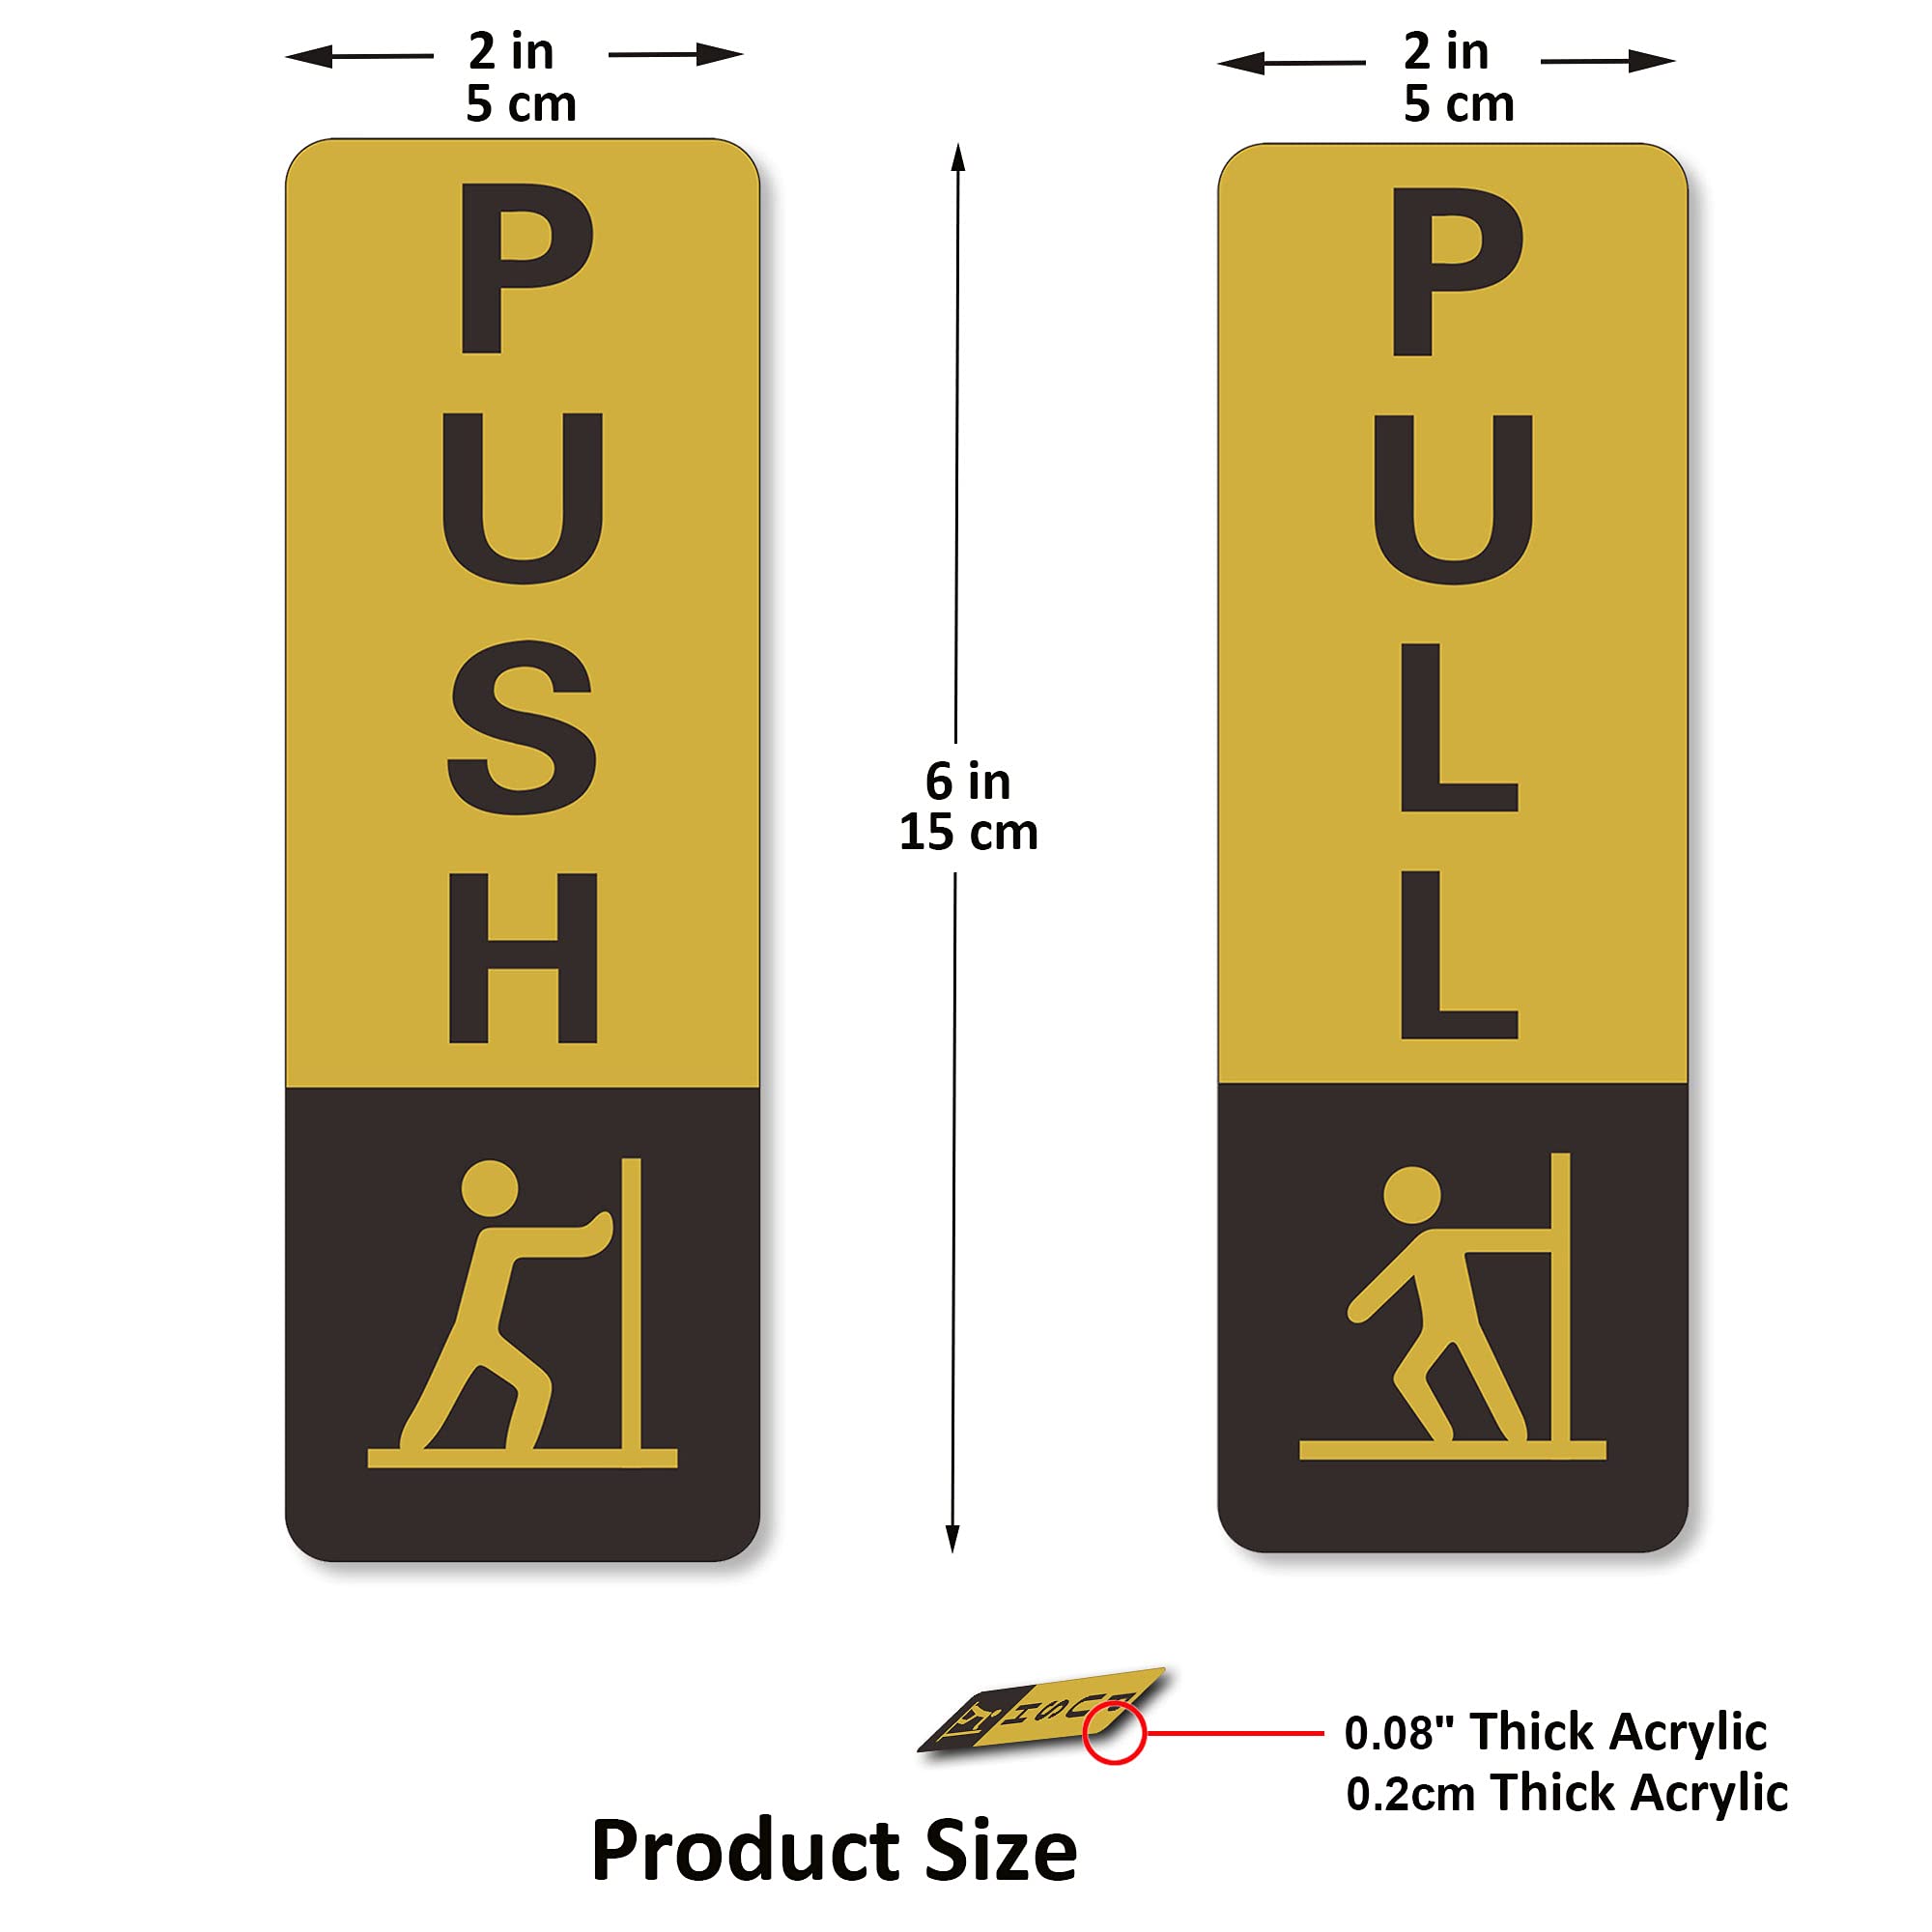 2 in
5 cm
2 in
5 cm
P
U
S
H
6 in
15 cm
P
U
L
L
PUSH
0.08" Thick Acrylic
0.2cm Thick Acrylic
Product Size